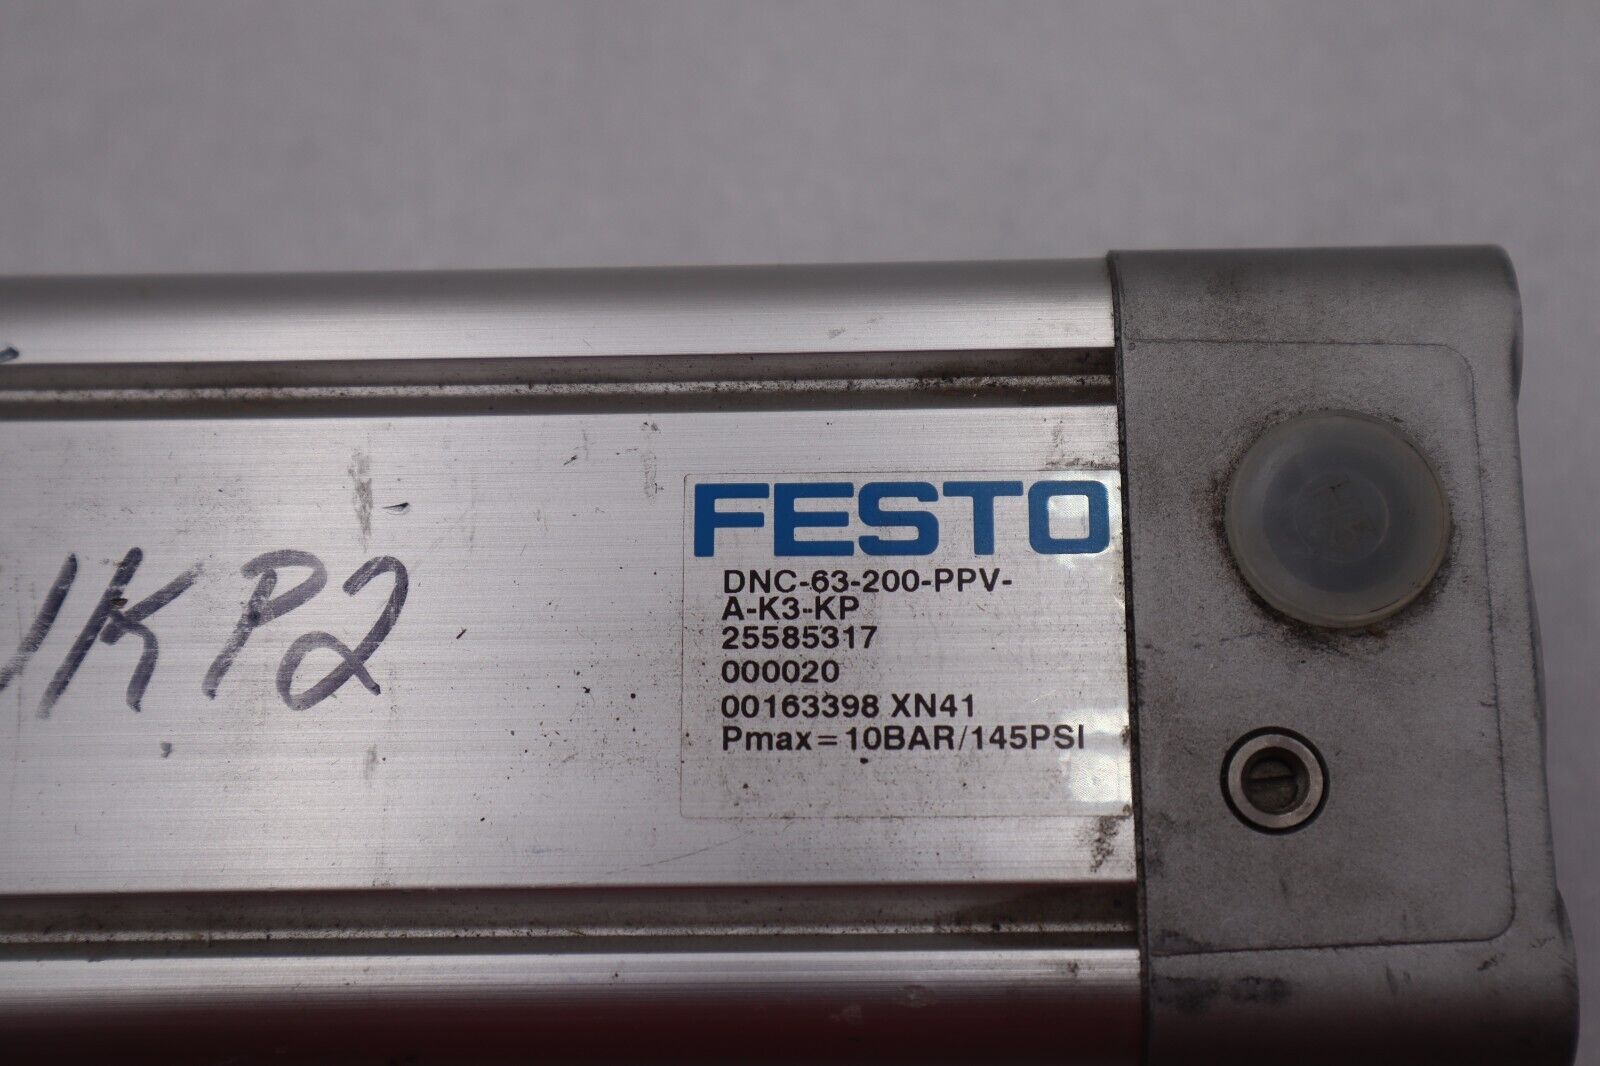 FESTO
DNC-63-200-PPV-
A-K3-KP
25585317
000020
00163398 XN41
Pmax=10BAR/145PSI
KP2